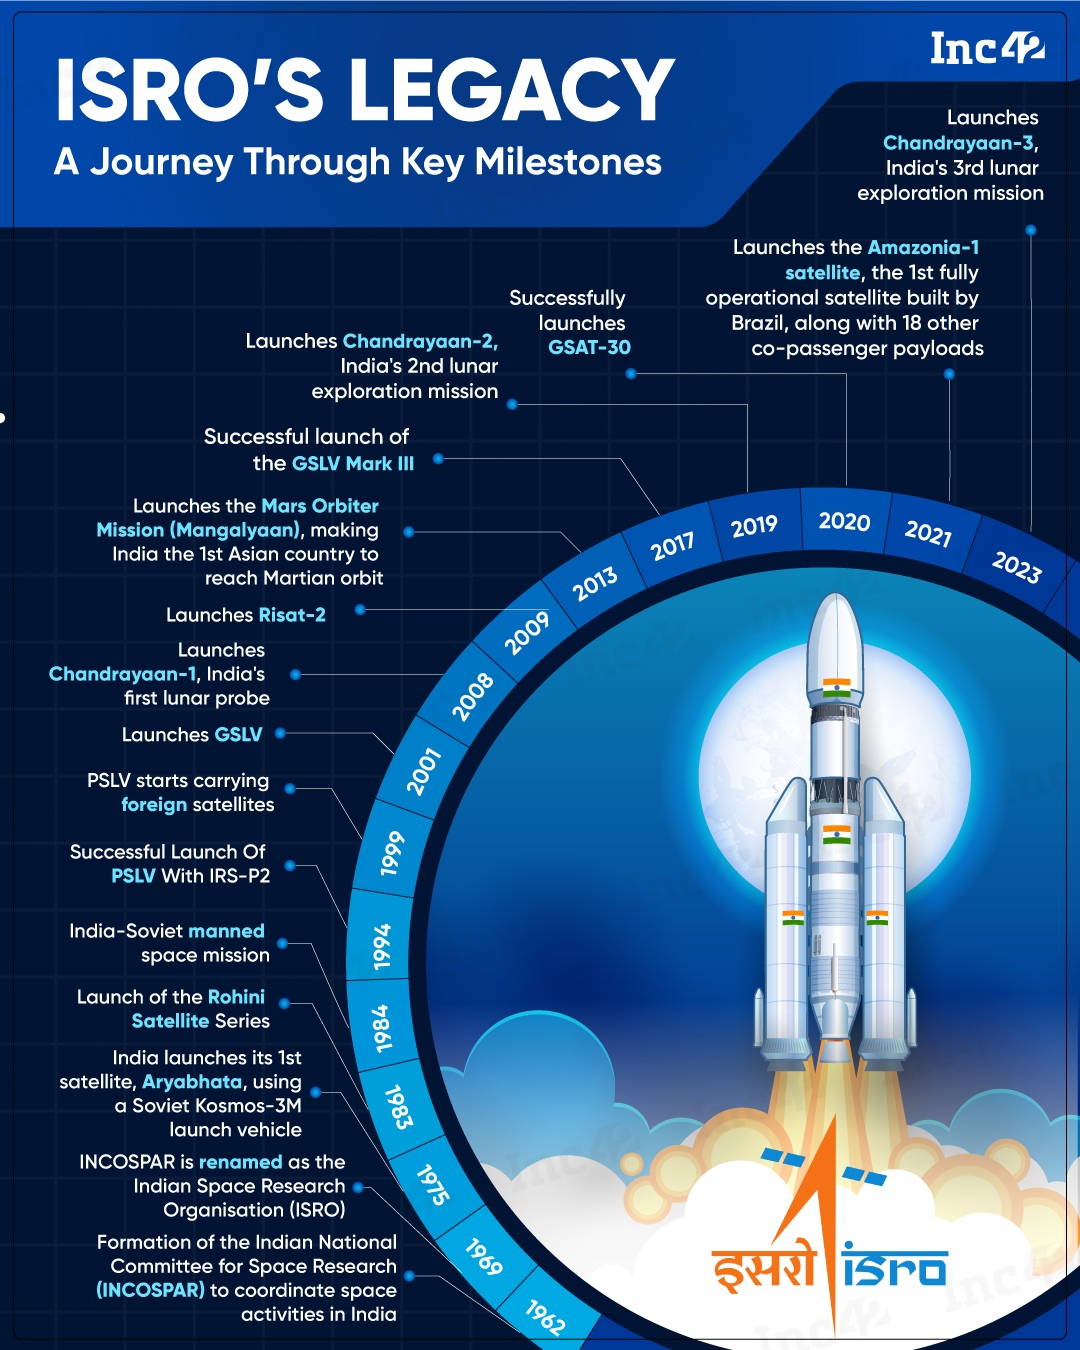 Inc42
ISRO'S LEGACY
A Journey Through Key Milestones
Launches
Chandrayaan-3,
India's 3rd lunar
exploration mission
Launches the Amazonia-1
satellite, the 1st fully
operational satellite built by
Brazil, along with 18 other
co-passenger payloads
Successfully
launches
GSAT-30
Launches Chandrayaan-2,
India's 2nd lunar
exploration mission
Successful launch of
the GSLV Mark III
Launches the Mars Orbiter
Mission (Mangalyaan), making
India the 1st Asian country to
reach Martian orbit
Launches Risat-2
Launches
Chandrayaan-1, India's
first lunar probe
Launches GSLV
PSLV starts carrying
foreign satellites
Successful Launch Of
PSLV With IRS-P2
India-Soviet manned
space mission
Launch of the Rohini
Satellite Series
India launches its 1st
satellite, Aryabhata, using
a Soviet Kosmos-3M
launch vehicle
INCOSPAR is renamed as the
Indian Space Research
Organisation (ISRO)
Formation of the Indian National
Committee for Space Research
(INCOSPAR) to coordinate space
activities in India
2023
2021
2020
2019
2017
2013
2009
2008
2001
1999
1994
1984
1983
1975
1969
1962
इसरो isro